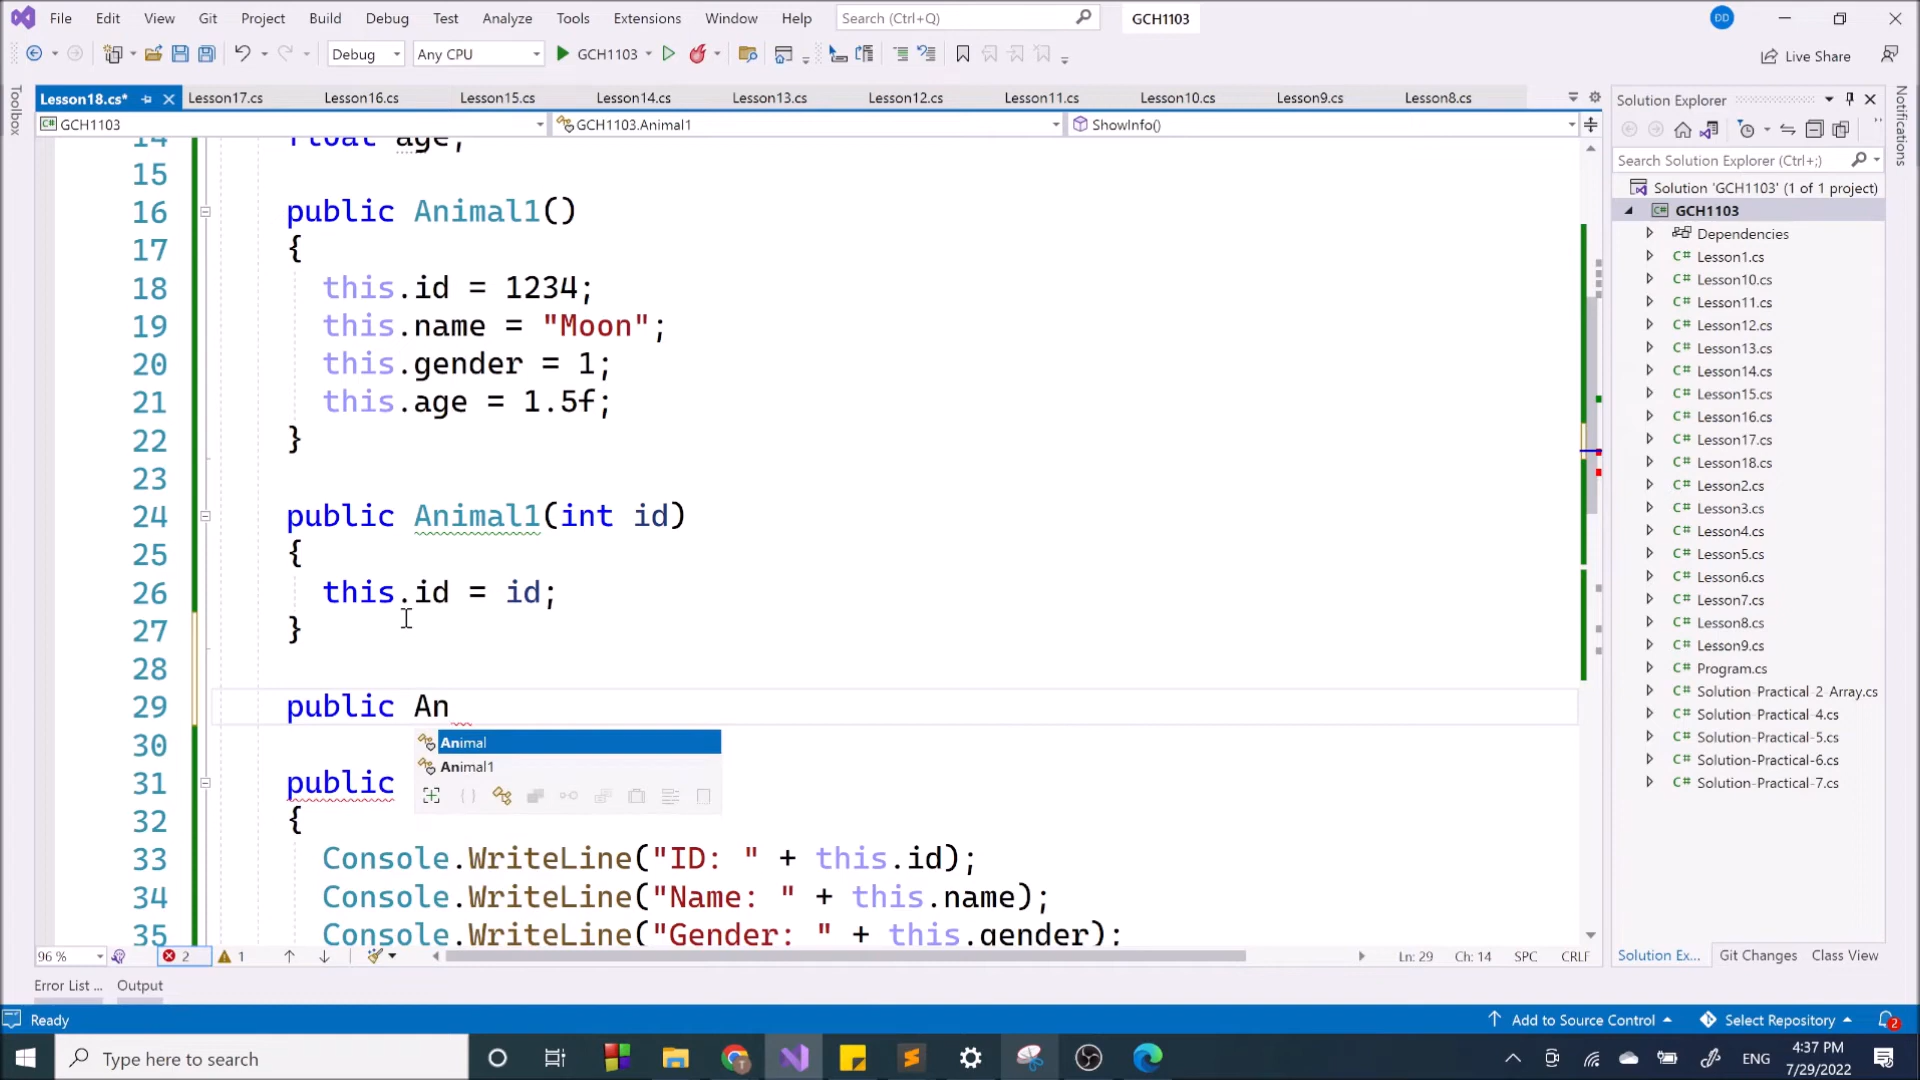 File Edit View Git Project Build Debug Test Analyze Tools Extensions Window Help Search (Ctrl+Q) GCH1103 DD
Debug Any CPU GCH1103 Live Share
Toolbox
Lesson18.cs* Lesson17.cs Lesson16.cs Lesson15.cs Lesson14.cs Lesson13.cs Lesson12.cs Lesson11.cs Lesson10.cs Lesson9.cs Lesson8.cs
GCH1103 GCH1103.Animal1 ShowInfo()
14 float age;
15
16 public Animal1()
17 {
18 this.id = 1234;
19 this.name = "Moon";
20 this.gender = 1;
21 this.age = 1.5f;
22 }
23
24 public Animal1(int id)
25 {
26 this.id = id;
27 }
28
29 public An
Animal
Animal1
30
31 public
32 {
33 Console.WriteLine("ID: " + this.id);
34 Console.WriteLine("Name: " + this.name);
35 Console.WriteLine("Gender: " + this.gender);
96 % 2 1 Ln: 29 Ch: 14 SPC CRLF
Error List ... Output
Solution Explorer
Search Solution Explorer (Ctrl+;)
Solution 'GCH1103' (1 of 1 project)
GCH1103
Dependencies
C# Lesson1.cs
C# Lesson10.cs
C# Lesson11.cs
C# Lesson12.cs
C# Lesson13.cs
C# Lesson14.cs
C# Lesson15.cs
C# Lesson16.cs
C# Lesson17.cs
C# Lesson18.cs
C# Lesson2.cs
C# Lesson3.cs
C# Lesson4.cs
C# Lesson5.cs
C# Lesson6.cs
C# Lesson7.cs
C# Lesson8.cs
C# Lesson9.cs
C# Program.cs
C# Solution-Practical-2 Array.cs
C# Solution-Practical-4.cs
C# Solution-Practical-5.cs
C# Solution-Practical-6.cs
C# Solution-Practical-7.cs
Solution Ex... Git Changes Class View
Notifications
Ready Add to Source Control Select Repository 2
Type here to search ENG
4:37 PM
7/29/2022